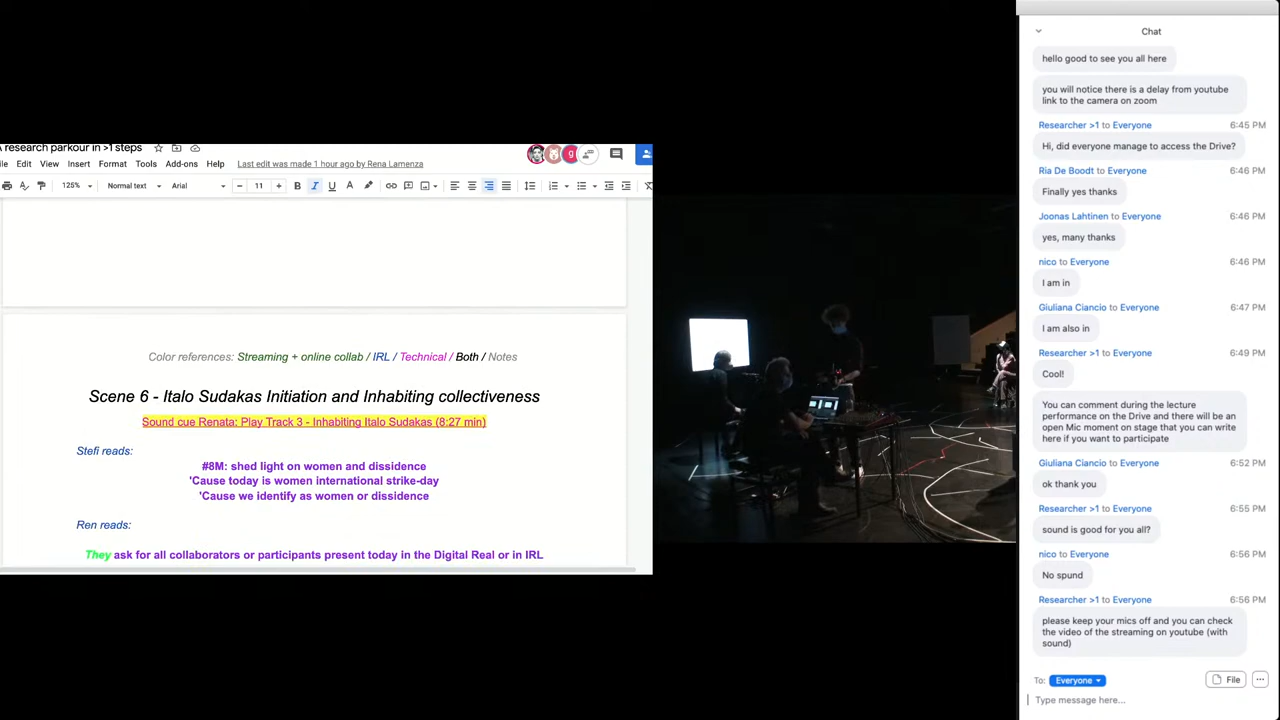 A research parkour in >1 steps
File Edit View Insert Format Tools Add-ons Help Last edit was made 1 hour ago by Rena Lamenza
125% Normal text Arial − 11 + B I U A
Color references: Streaming + online collab / IRL / Technical / Both / Notes
Scene 6 - Italo Sudakas Initiation and Inhabiting collectiveness
Sound cue Renata: Play Track 3 - Inhabiting Italo Sudakas (8:27 min)
Stefi reads:
#8M: shed light on women and dissidence
'Cause today is women international strike-day
'Cause we identify as women or dissidence
Ren reads:
They ask for all collaborators or participants present today in the Digital Real or in IRL
Chat
hello good to see you all here
you will notice there is a delay from youtube
link to the camera on zoom
Researcher >1 to Everyone 6:45 PM
Hi, did everyone manage to access the Drive?
Ria De Boodt to Everyone 6:46 PM
Finally yes thanks
Joonas Lahtinen to Everyone 6:46 PM
yes, many thanks
nico to Everyone 6:46 PM
I am in
Giuliana Ciancio to Everyone 6:47 PM
I am also in
Researcher >1 to Everyone 6:49 PM
Cool!
You can comment during the lecture
performance on the Drive and there will be an
open Mic moment on stage that you can write
here if you want to participate
Giuliana Ciancio to Everyone 6:52 PM
ok thank you
Researcher >1 to Everyone 6:55 PM
sound is good for you all?
nico to Everyone 6:56 PM
No spund
Researcher >1 to Everyone 6:56 PM
please keep your mics off and you can check
the video of the streaming on youtube (with
sound)
To: Everyone File
Type message here...